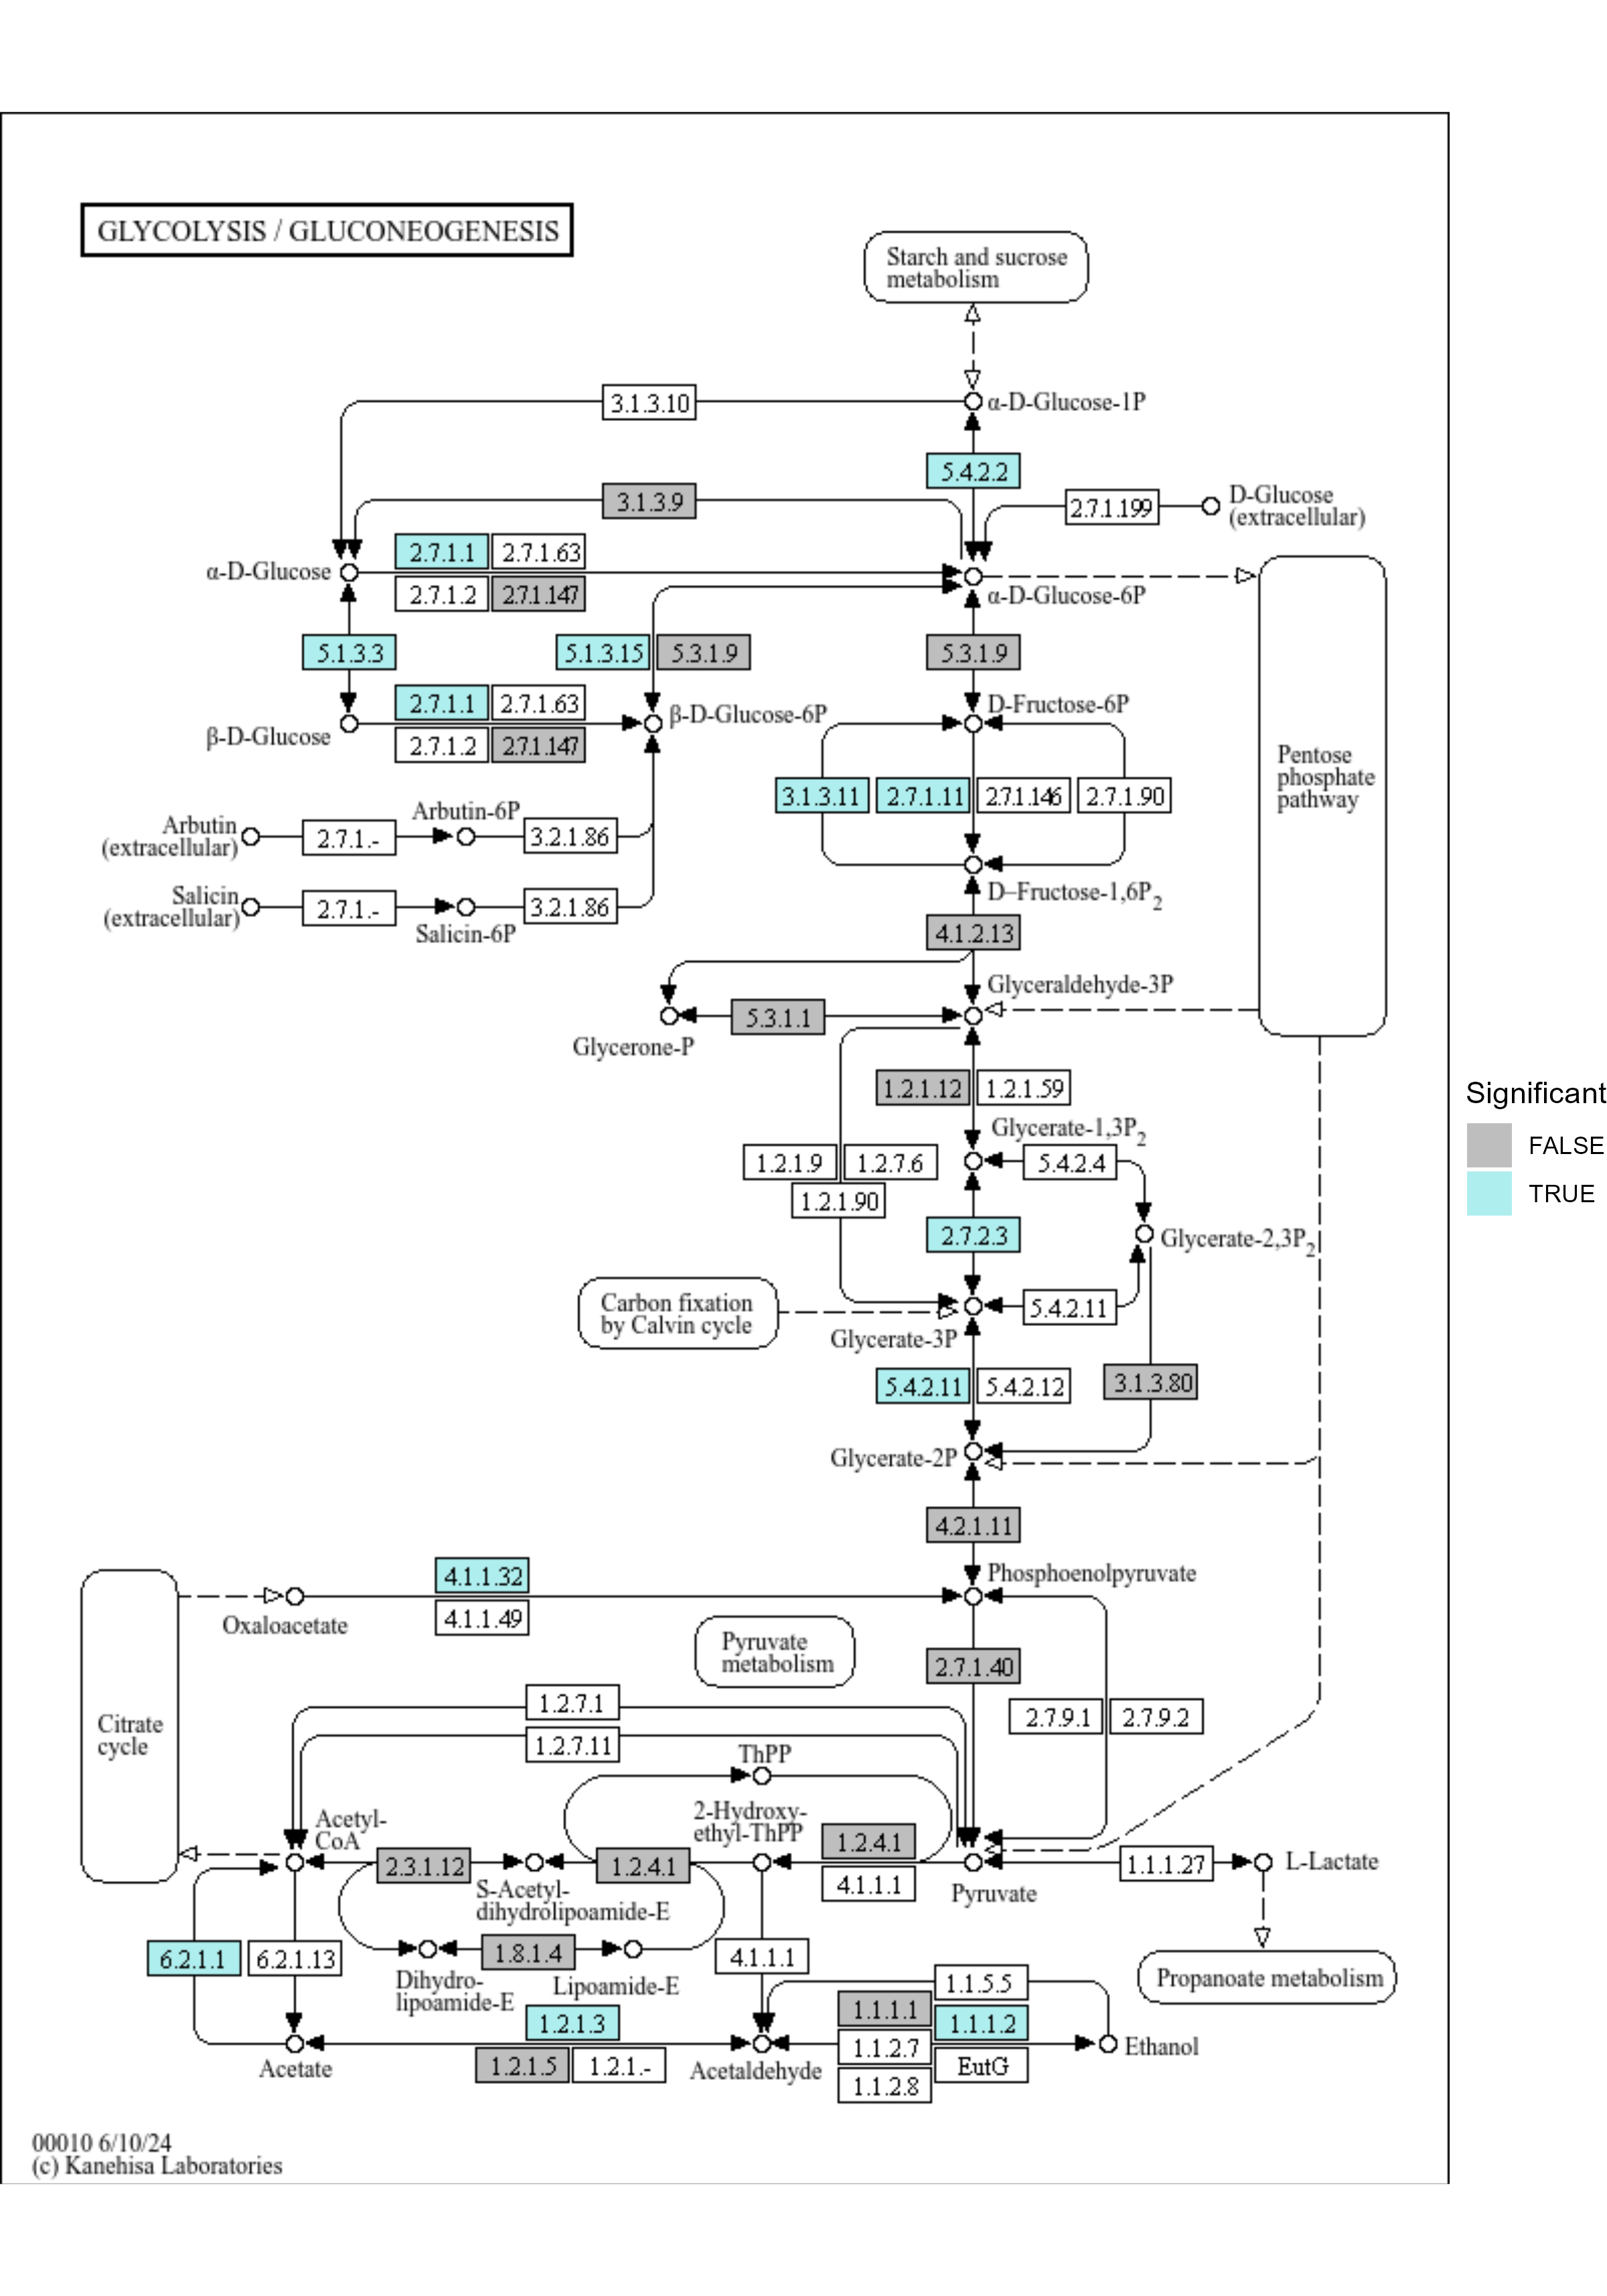 GLYCOLYSIS / GLUCONEOGENESIS
Starch and sucrose
metabolism
3.1.3.10
α-D-Glucose-1P
5.4.2.2
3.1.3.9
2.7.1.199
D-Glucose
(extracellular)
2.7.1.1
2.7.1.63
α-D-Glucose
2.7.1.2
2.7.1.147
α-D-Glucose-6P
5.1.3.3
5.1.3.15
5.3.1.9
5.3.1.9
2.7.1.1
2.7.1.63
β-D-Glucose-6P
D-Fructose-6P
β-D-Glucose
2.7.1.2
2.7.1.147
Pentose
phosphate
pathway
3.1.3.11
2.7.1.11
2.7.1.146
2.7.1.90
Arbutin-6P
Arbutin
(extracellular)
2.7.1.-
3.2.1.86
Salicin
(extracellular)
2.7.1.-
3.2.1.86
Salicin-6P
D–Fructose-1,6P2
4.1.2.13
Glyceraldehyde-3P
5.3.1.1
Glycerone-P
1.2.1.12
1.2.1.59
Significant
FALSE
TRUE
Glycerate-1,3P2
1.2.1.9
1.2.7.6
5.4.2.4
1.2.1.90
2.7.2.3
Glycerate-2,3P2
Carbon fixation
by Calvin cycle
5.4.2.11
Glycerate-3P
5.4.2.11
5.4.2.12
3.1.3.80
Glycerate-2P
4.2.1.11
4.1.1.32
Phosphoenolpyruvate
Oxaloacetate
4.1.1.49
Pyruvate
metabolism
2.7.1.40
1.2.7.1
2.7.9.1
2.7.9.2
Citrate
cycle
1.2.7.11
ThPP
Acetyl-
CoA
2-Hydroxy-
ethyl-ThPP
1.2.4.1
2.3.1.12
1.2.4.1
1.1.1.27
L-Lactate
4.1.1.1
Pyruvate
S-Acetyl-
dihydrolipoamide-E
6.2.1.1
6.2.1.13
1.8.1.4
4.1.1.1
Dihydro-
lipoamide-E
Lipoamide-E
Propanoate metabolism
1.1.5.5
1.2.1.3
1.1.1.1
1.1.1.2
Acetate
1.2.1.5
1.2.1.-
Acetaldehyde
1.1.2.7
EutG
Ethanol
1.1.2.8
00010 6/10/24
(c) Kanehisa Laboratories